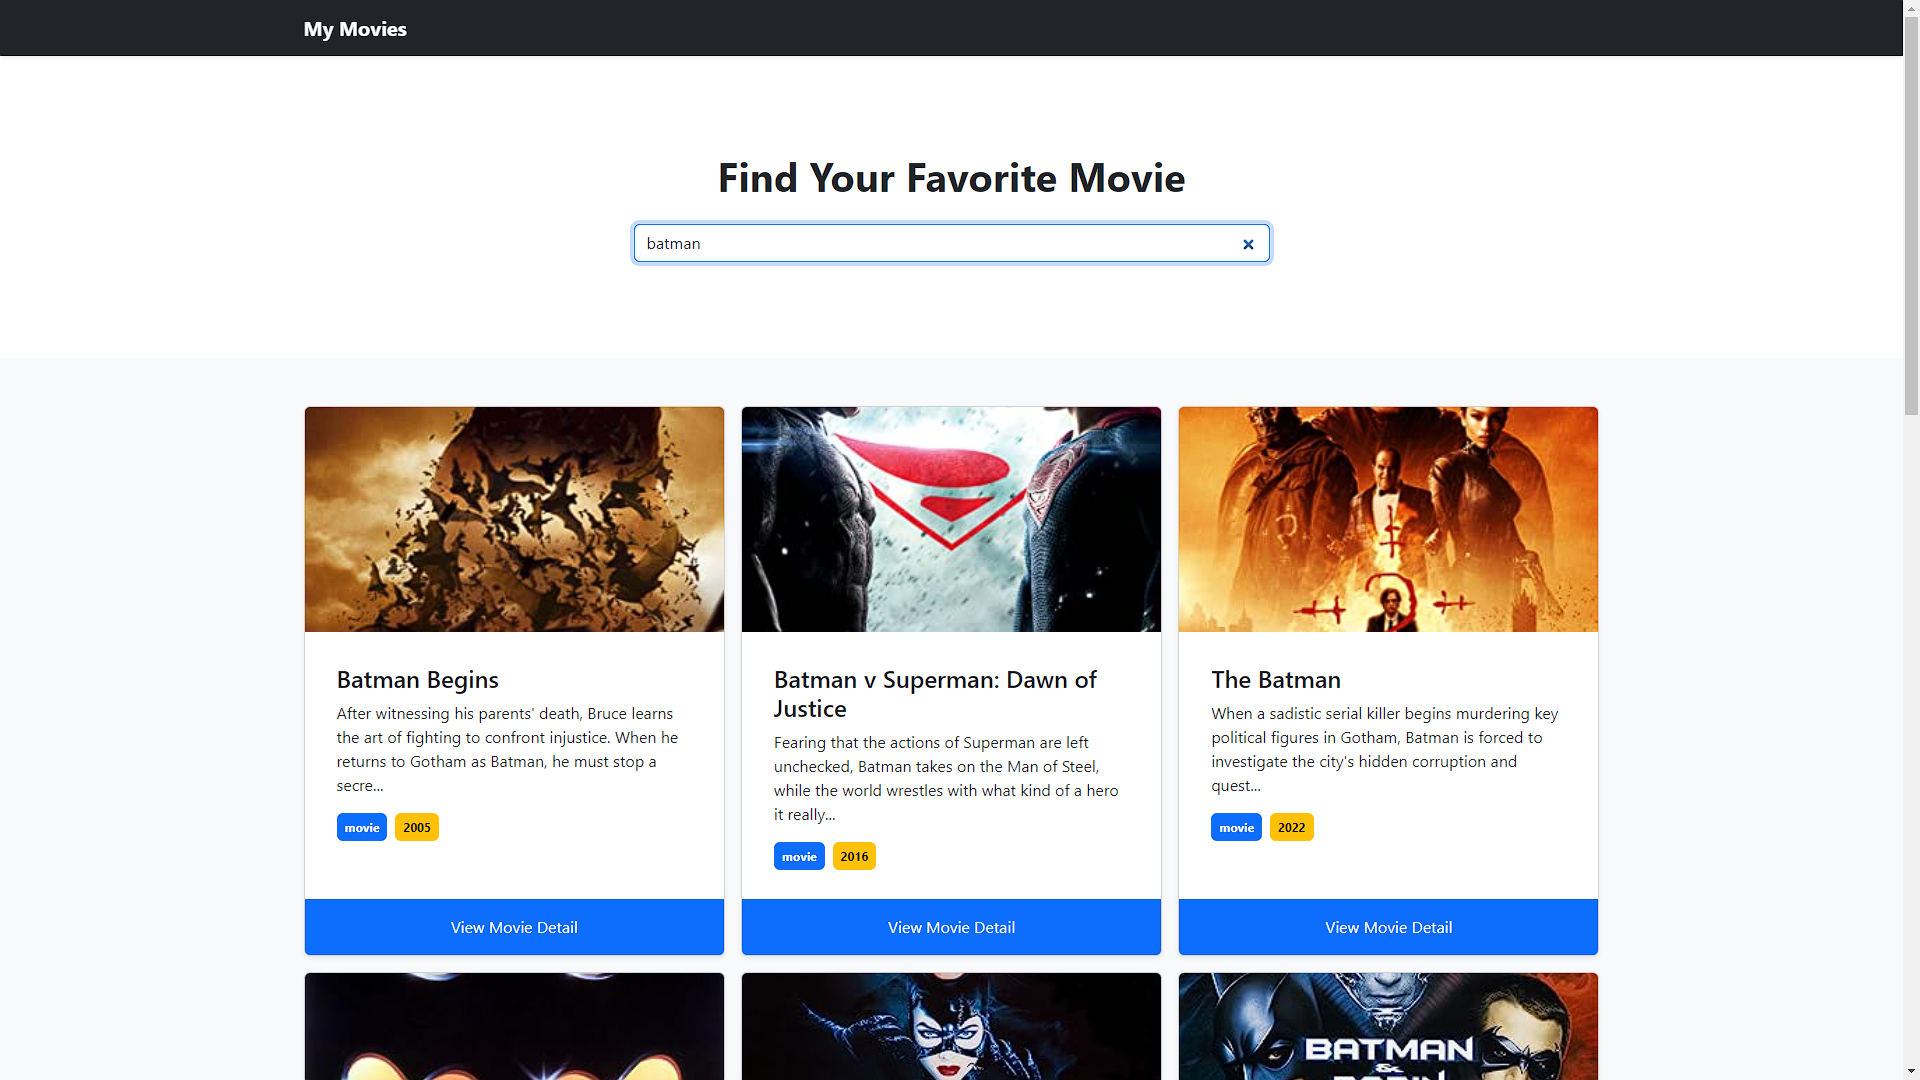 My Movies
Find Your Favorite Movie
batman
Batman Begins
After witnessing his parents' death, Bruce learns
the art of fighting to confront injustice. When he
returns to Gotham as Batman, he must stop a
secre...
movie 2005
View Movie Detail
Batman v Superman: Dawn of
Justice
Fearing that the actions of Superman are left
unchecked, Batman takes on the Man of Steel,
while the world wrestles with what kind of a hero
it really...
movie 2016
View Movie Detail
The Batman
When a sadistic serial killer begins murdering key
political figures in Gotham, Batman is forced to
investigate the city's hidden corruption and
quest...
movie 2022
View Movie Detail
BATMAN
&
ROBIN